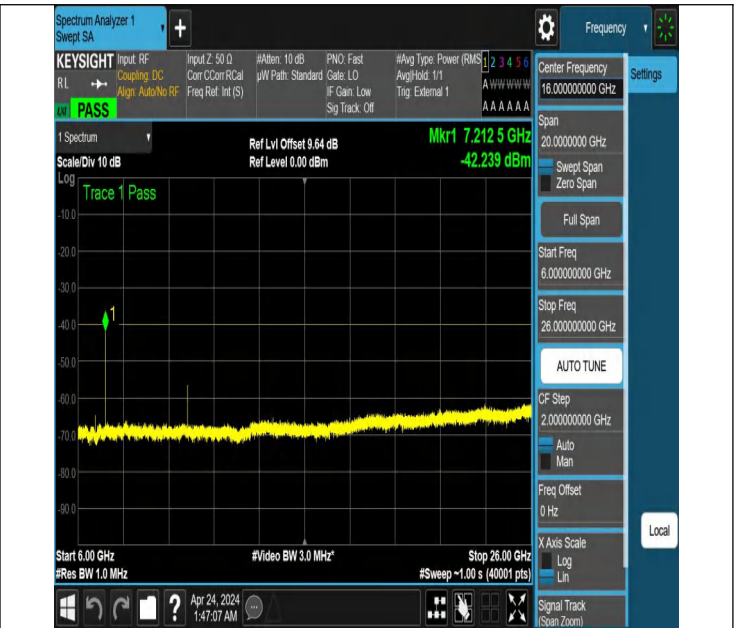 Spectrum Analyzer 1
Swept SA
+
Frequency
KEYSIGHT
Input: RF
Coupling: DC
Align: Auto/No RF
Input Z: 50 Ω
Corr CCorr RCal
Freq Ref: Int (S)
#Atten: 10 dB
µW Path: Standard
PNO: Fast
Gate: LO
IF Gain: Low
Sig Track: Off
#Avg Type: Power (RMS
Avg|Hold: 1/1
Trig: External 1
1 2 3 4 5 6
A W W W W W
A A A A A A
R L
PASS
1 Spectrum
Scale/Div 10 dB
Ref Lvl Offset 9.64 dB
Ref Level 0.00 dBm
Mkr1 7.212 5 GHz
-42.239 dBm
Log
Trace 1 Pass
-10.0
-20.0
-30.0
1
-40.0
-50.0
-60.0
-70.0
-80.0
-90.0
Start 6.00 GHz
#Res BW 1.0 MHz
#Video BW 3.0 MHz*
Stop 26.00 GHz
#Sweep ~1.00 s (40001 pts)
?
Apr 24, 2024
1:47:07 AM
Center Frequency
16.000000000 GHz
Span
20.0000000 GHz
Swept Span
Zero Span
Full Span
Start Freq
6.000000000 GHz
Stop Freq
26.000000000 GHz
AUTO TUNE
CF Step
2.000000000 GHz
Auto
Man
Freq Offset
0 Hz
X Axis Scale
Log
Lin
Signal Track
(Span Zoom)
Settings
Local